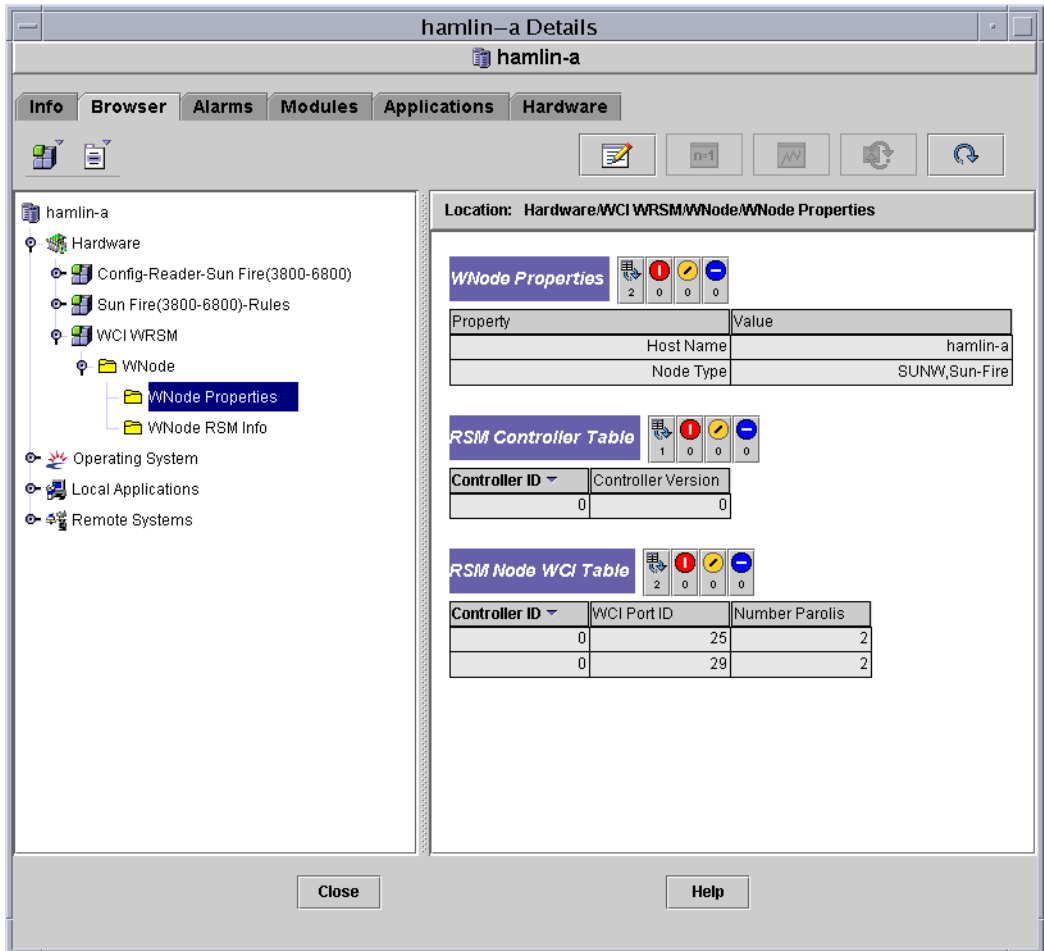 hamlin–a Details
hamlin-a
Info Browser Alarms Modules Applications Hardware
n=1
hamlin-a
Hardware
Config-Reader-Sun Fire(3800-6800)
Sun Fire(3800-6800)-Rules
WCI WRSM
WNode
WNode Properties
WNode RSM Info
Operating System
Local Applications
Remote Systems
Location: Hardware/WCI WRSM/WNode/WNode Properties
WNode Properties 2 0 0 0
Property Value
Host Name hamlin-a
Node Type SUNW,Sun-Fire
RSM Controller Table 1 0 0 0
Controller ID Controller Version
0 0
RSM Node WCI Table 2 0 0 0
Controller ID WCI Port ID Number Parolis
0 25 2
0 29 2
Close Help